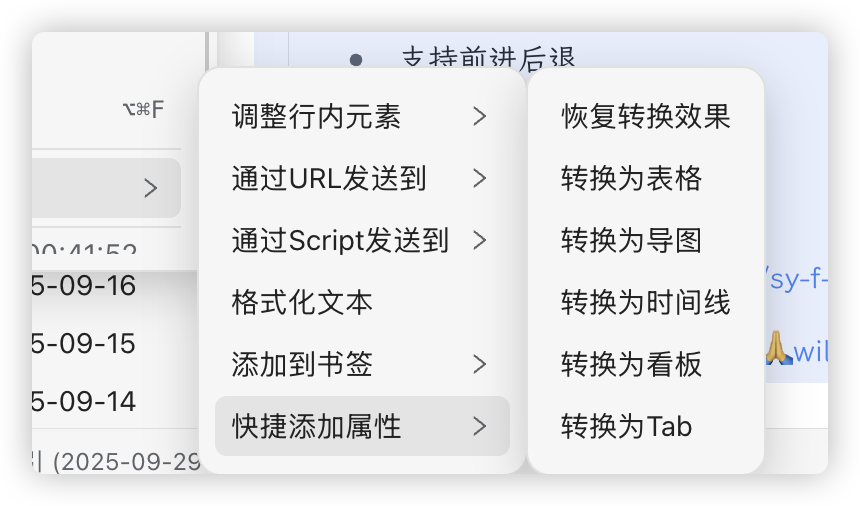 支持前进后退
⌥⌘F
00:41:52
5-09-16
5-09-15
5-09-14
(2025-09-29
调整行内元素
通过URL发送到
通过Script发送到
格式化文本
添加到书签
快捷添加属性
恢复转换效果
转换为表格
转换为导图
转换为时间线
转换为看板
转换为Tab
/sy-f-
🙏wil